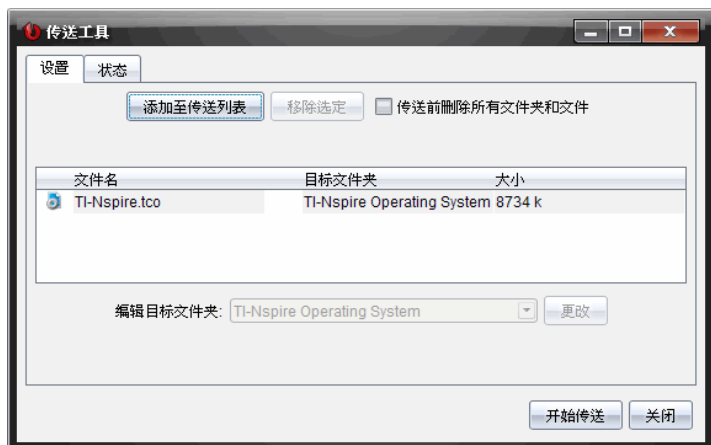 传送工具
设置 状态
添加至传送列表 移除选定 传送前删除所有文件夹和文件
文件名 目标文件夹 大小
TI-Nspire.tco TI-Nspire Operating System 8734 k
编辑目标文件夹: TI-Nspire Operating System 更改
开始传送 关闭